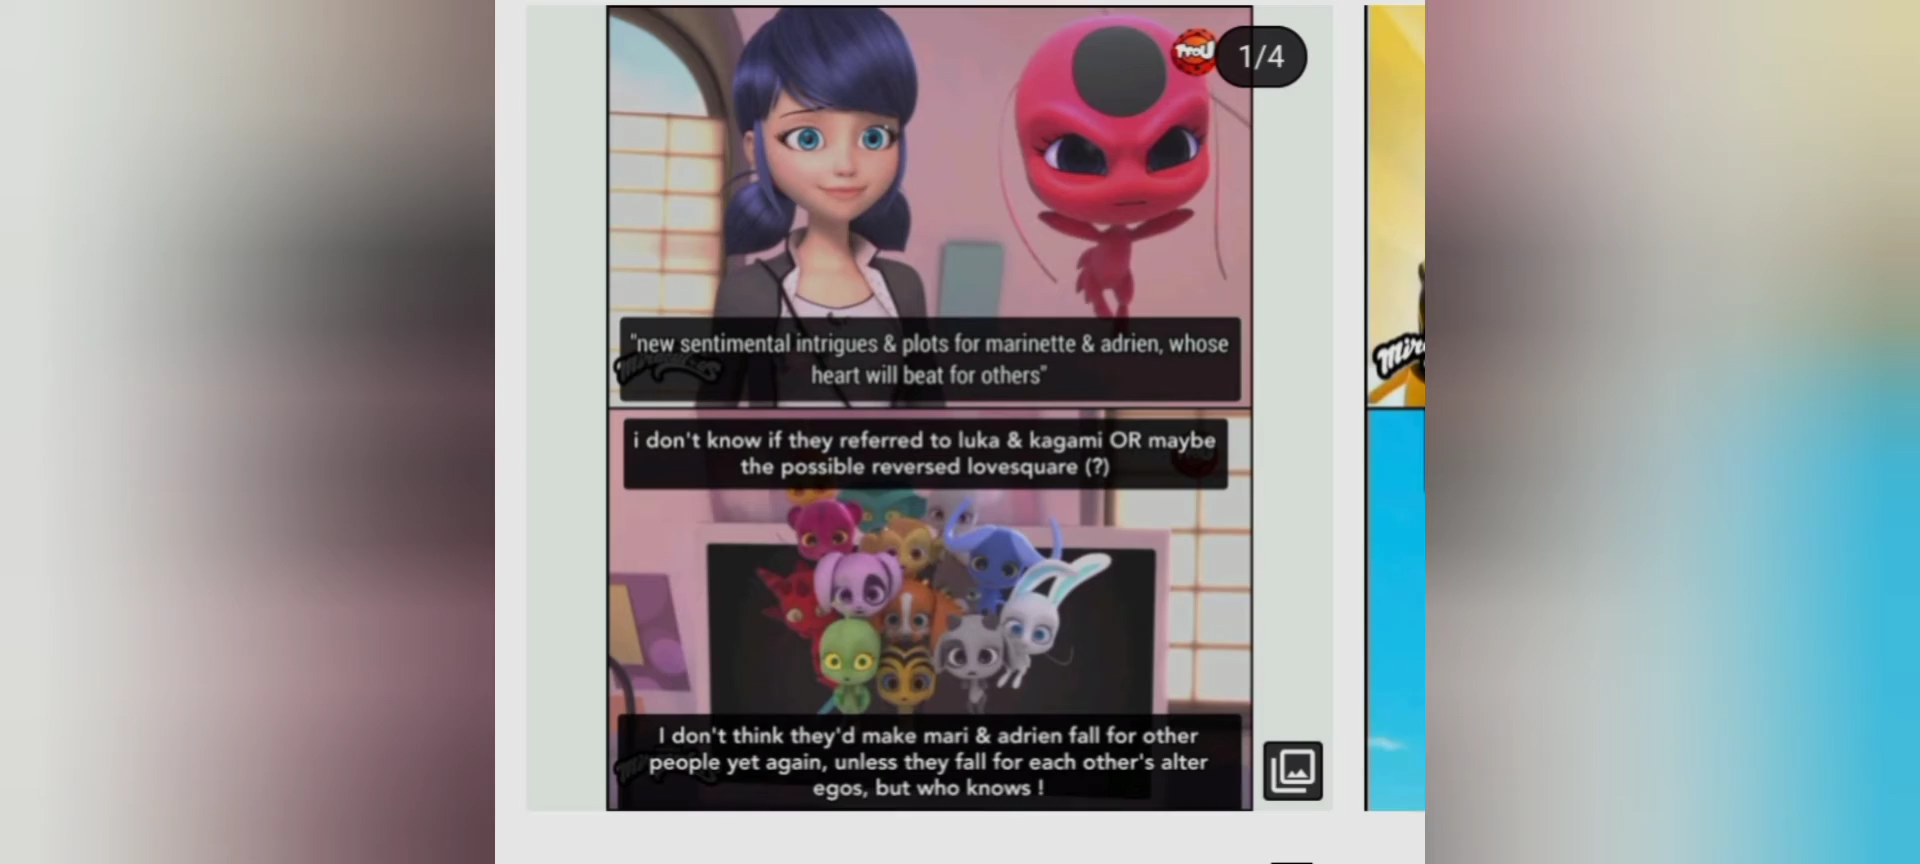 TFOU
1/4
"new sentimental intrigues & plots for marinette & adrien, whose
heart will beat for others"
i don't know if they referred to luka & kagami OR maybe
the possible reversed lovesquare (?)
I don't think they'd make mari & adrien fall for other
people yet again, unless they fall for each other's alter
egos, but who knows !